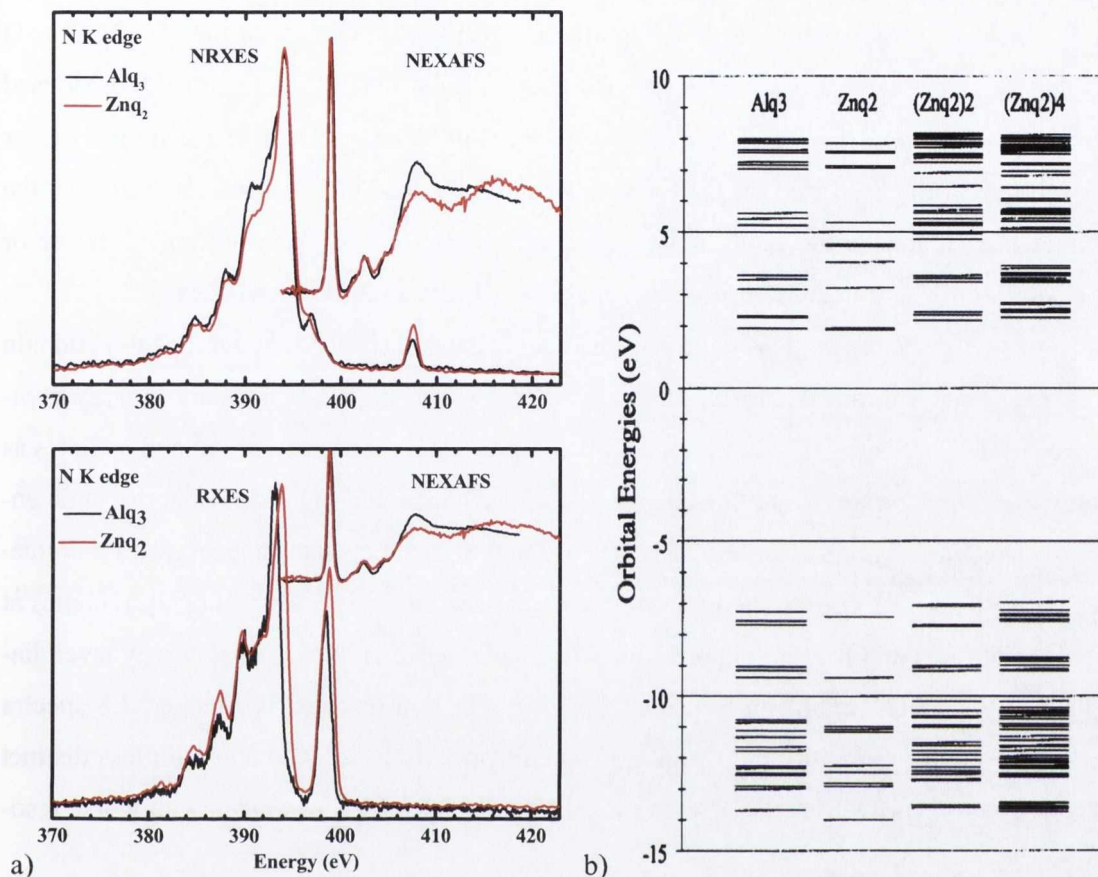 N K edge
NRXES
NEXAFS
Alq3
Znq2
370 380 390 400 410 420
N K edge
RXES
NEXAFS
Alq3
Znq2
370 380 390 400 410 420
Energy (eV)
a)
Alq3 Znq2 (Znq2)2 (Znq2)4
10
5
0
-5
-10
-15
Orbital Energies (eV)
b)